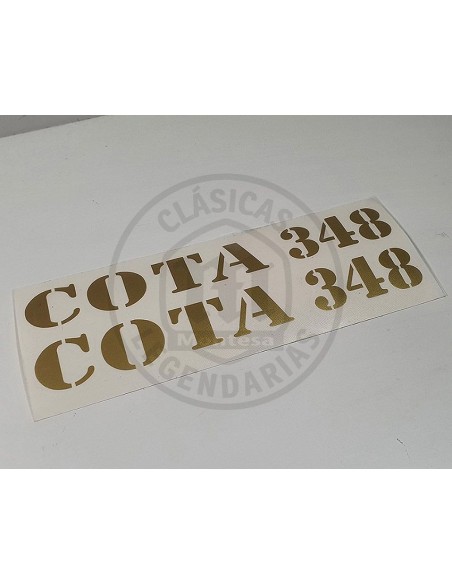 COTA 348
COTA 348
CLÁSICAS
Montesa
LEGENDARIAS